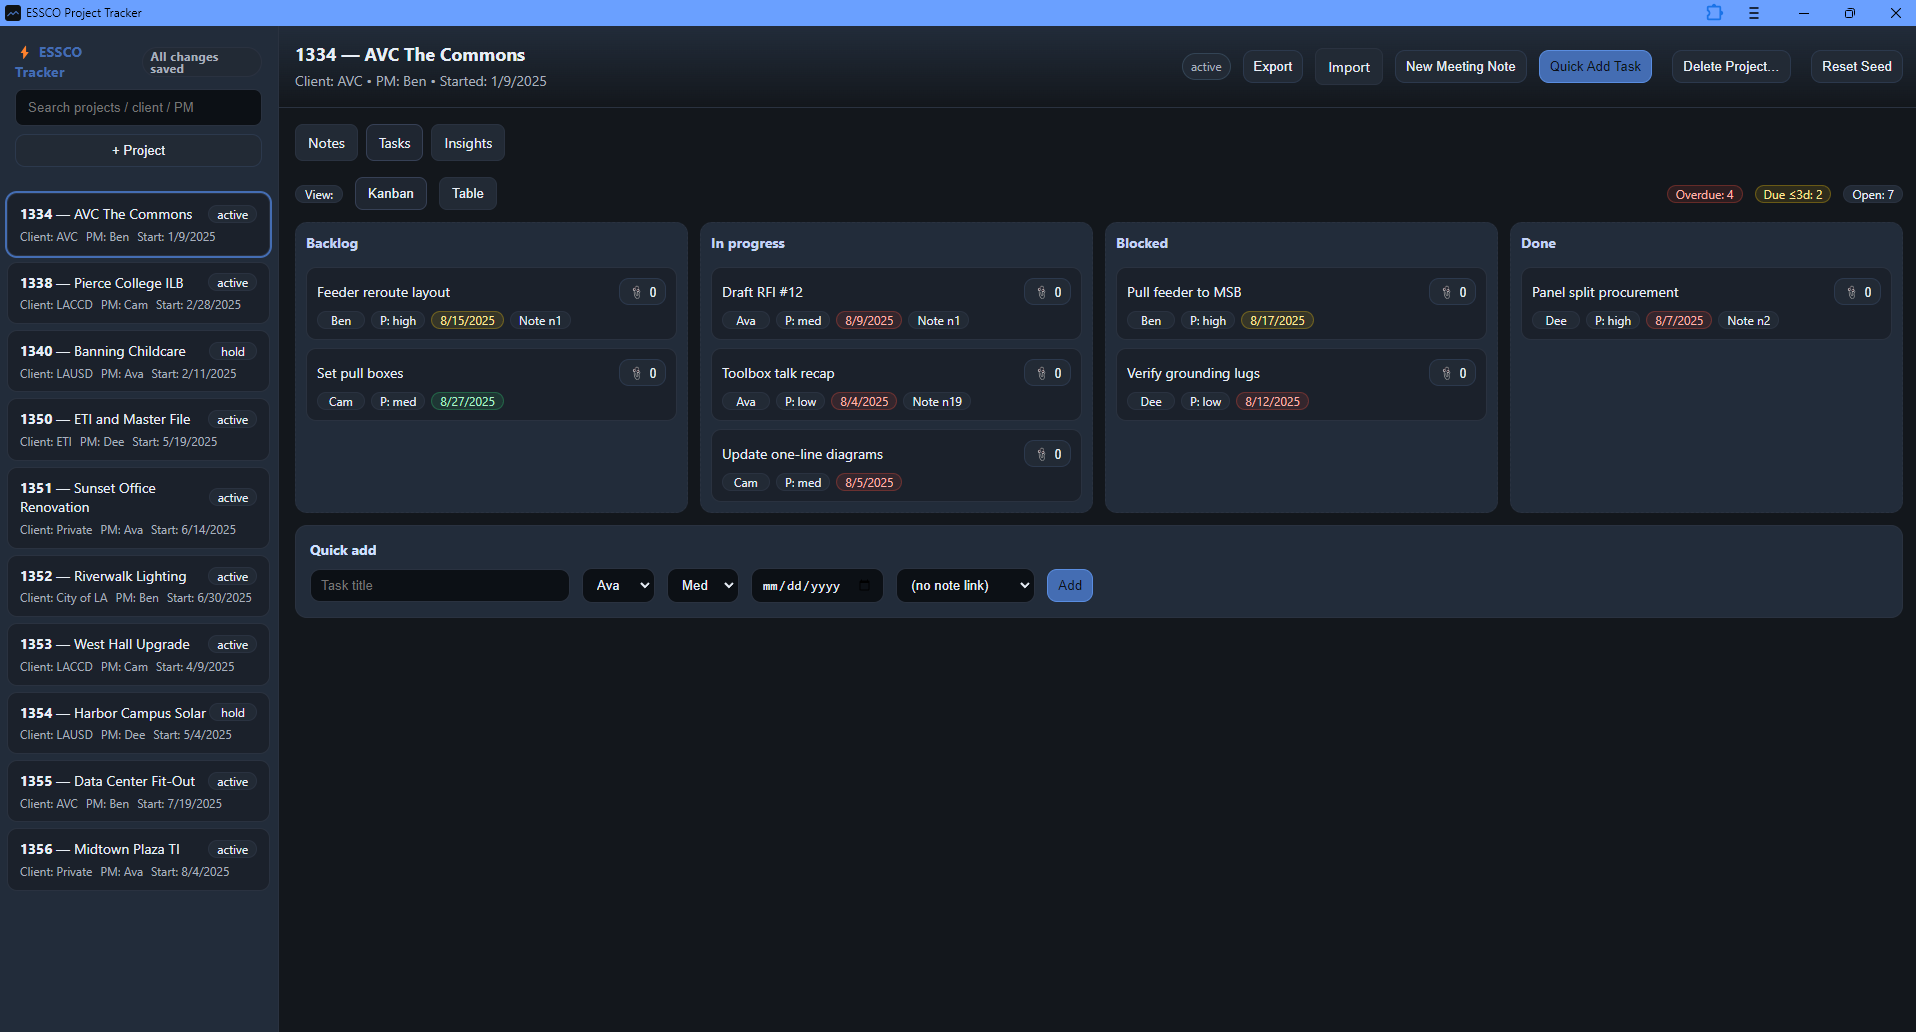 ESSCO Project Tracker
ESSCO Tracker
All changes saved
Search projects / client / PM
+ Project
1334 — AVC The Commons active
Client: AVC PM: Ben Start: 1/9/2025
1338 — Pierce College ILB active
Client: LACCD PM: Cam Start: 2/28/2025
1340 — Banning Childcare hold
Client: LAUSD PM: Ava Start: 2/11/2025
1350 — ETI and Master File active
Client: ETI PM: Dee Start: 5/19/2025
1351 — Sunset Office Renovation active
Client: Private PM: Ava Start: 6/14/2025
1352 — Riverwalk Lighting active
Client: City of LA PM: Ben Start: 6/30/2025
1353 — West Hall Upgrade active
Client: LACCD PM: Cam Start: 4/9/2025
1354 — Harbor Campus Solar hold
Client: LAUSD PM: Dee Start: 5/4/2025
1355 — Data Center Fit-Out active
Client: AVC PM: Ben Start: 7/19/2025
1356 — Midtown Plaza TI active
Client: Private PM: Ava Start: 8/4/2025
1334 — AVC The Commons
Client: AVC • PM: Ben • Started: 1/9/2025
active Export Import New Meeting Note Quick Add Task Delete Project... Reset Seed
Notes Tasks Insights
View: Kanban Table
Overdue: 4 Due ≤3d: 2 Open: 7
Backlog
Feeder reroute layout 0
Ben P: high 8/15/2025 Note n1
Set pull boxes 0
Cam P: med 8/27/2025
In progress
Draft RFI #12 0
Ava P: med 8/9/2025 Note n1
Toolbox talk recap 0
Ava P: low 8/4/2025 Note n19
Update one-line diagrams 0
Cam P: med 8/5/2025
Blocked
Pull feeder to MSB 0
Ben P: high 8/17/2025
Verify grounding lugs 0
Dee P: low 8/12/2025
Done
Panel split procurement 0
Dee P: high 8/7/2025 Note n2
Quick add
Task title Ava Med mm/dd/yyyy (no note link) Add